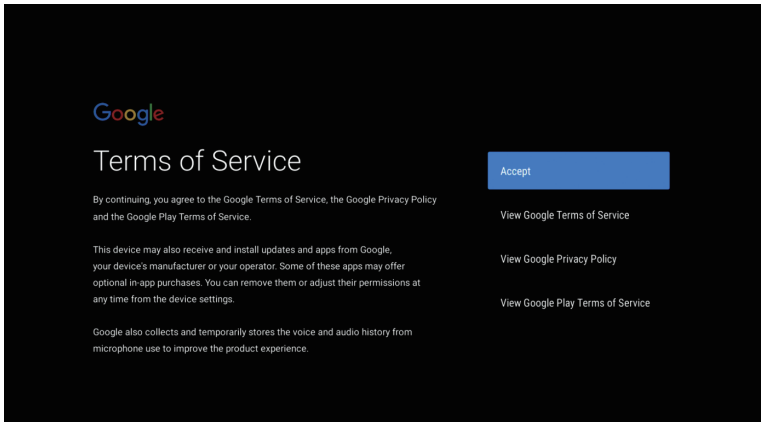 Google
Terms of Service
By continuing, you agree to the Google Terms of Service, the Google Privacy Policy
and the Google Play Terms of Service.
This device may also receive and install updates and apps from Google,
your device's manufacturer or your operator. Some of these apps may offer
optional in-app purchases. You can remove them or adjust their permissions at
any time from the device settings.
Google also collects and temporarily stores the voice and audio history from
microphone use to improve the product experience.
Accept
View Google Terms of Service
View Google Privacy Policy
View Google Play Terms of Service